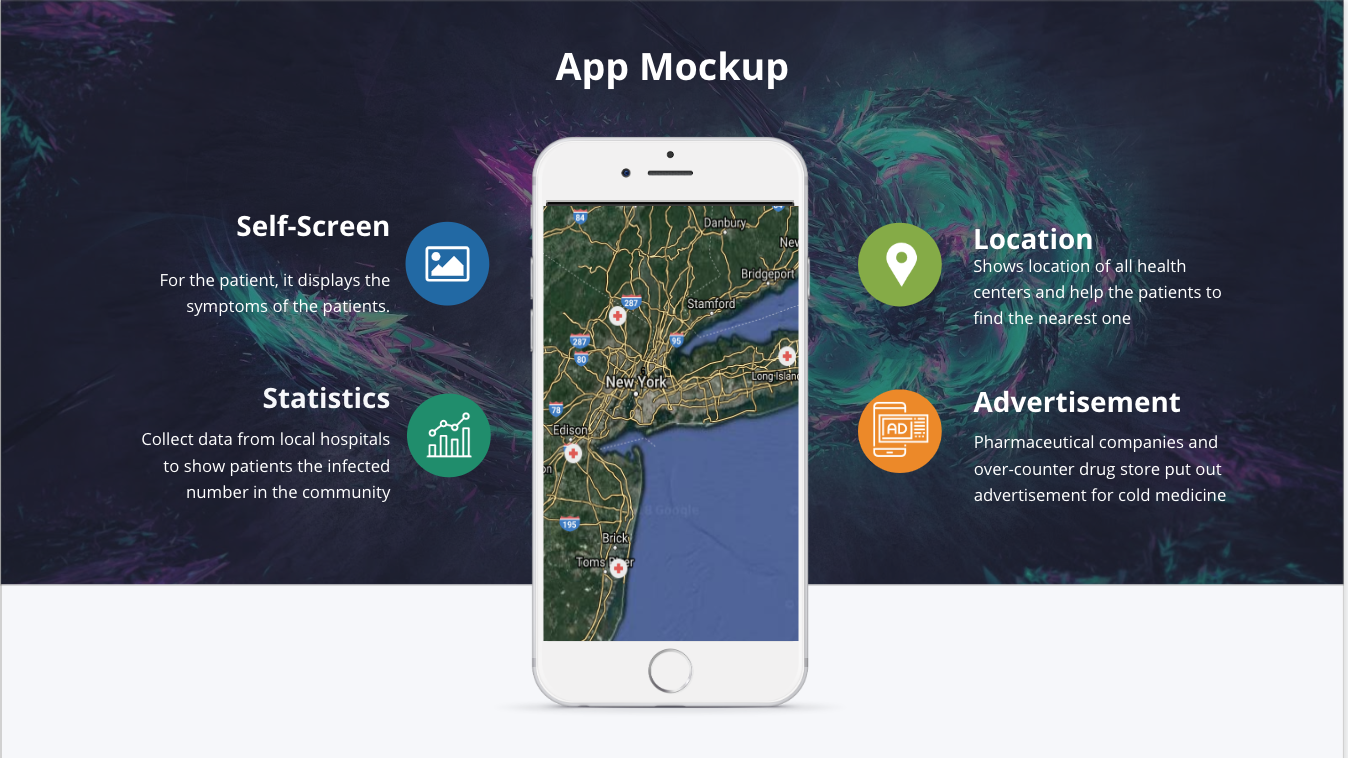 App Mockup
Self-Screen
For the patient, it displays the
symptoms of the patients.
Statistics
Collect data from local hospitals
to show patients the infected
number in the community
84
Danbury
New
Bridgeport
287
Stamford
287
95
80
New York
Long Island
78
Edison
on
Google
195
Brick
Location
Shows location of all health
centers and help the patients to
find the nearest one
AD
Advertisement
Pharmaceutical companies and
over-counter drug store put out
advertisement for cold medicine